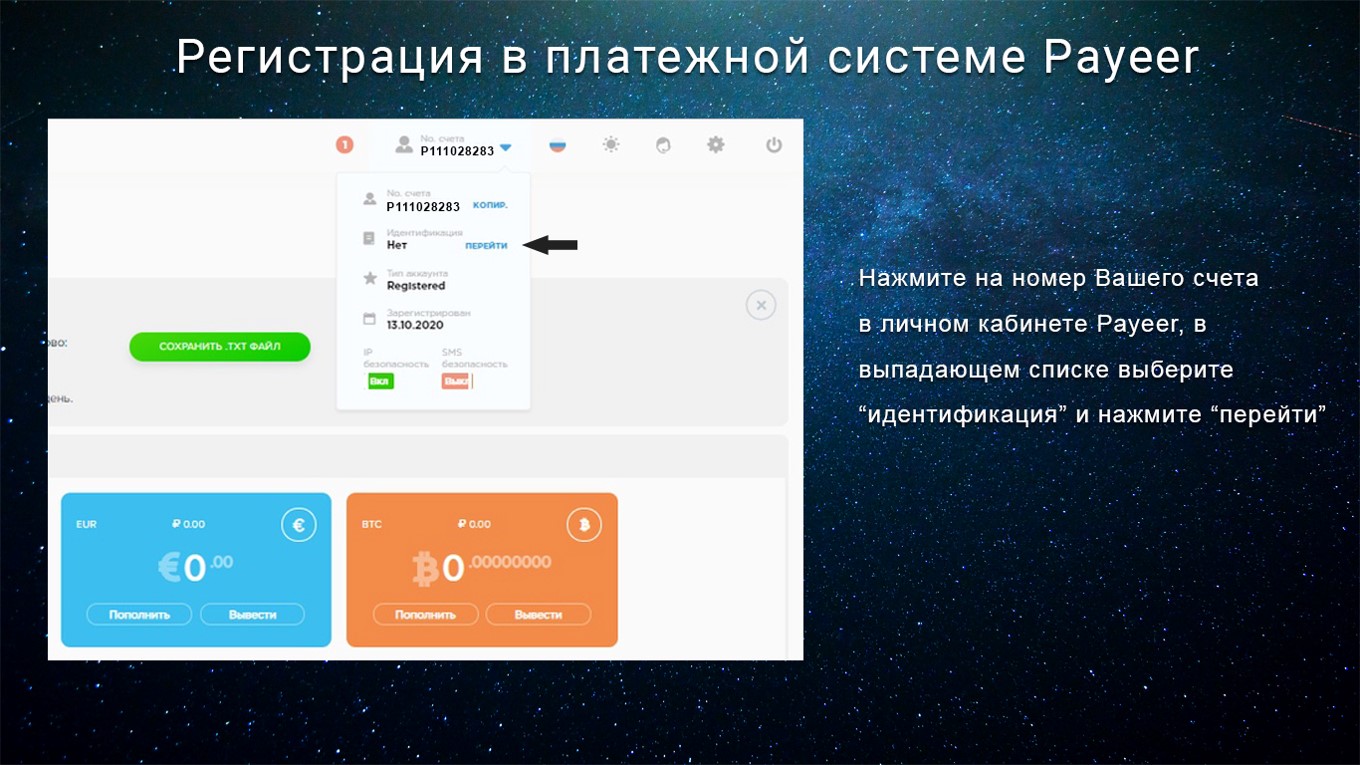 Регистрация в платежной системе Payeer
1
No. счета
P111028283
No. счета
P111028283 КОПИР.
Идентификация
Нет ПЕРЕЙТИ
Тип аккаунта
Registered
Зарегистрирован
13.10.2020
IP безопасность
Вкл
SMS безопасность
Выкл
СОХРАНИТЬ .TXT ФАЙЛ
Нажмите на номер Вашего счета
в личном кабинете Payeer, в
выпадающем списке выберите
“идентификация” и нажмите “перейти”
EUR ₽ 0.00 €
€0.00
Пополнить Вывести
BTC ₽ 0.00 ₿
₿0.00000000
Пополнить Вывести